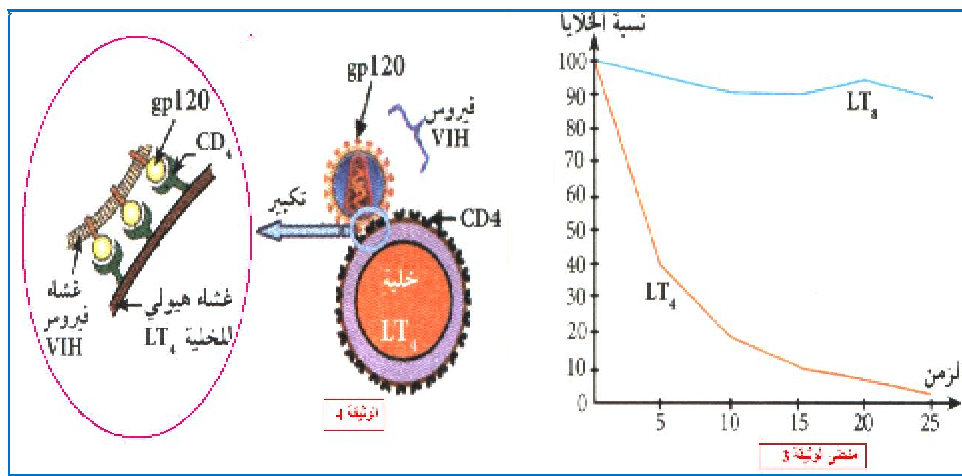 نسبة الخلايا
100
90
80
70
60
50
40
30
20
10
0
LT8
LT4
الزمن
5
10
15
20
25
منحنى الوثيقة 3
gp120
فيروس
VIH
CD4
تكبير
خلية
LT4
الوثيقة 4
gp120
CD4
غشاء
فيروس
VIH
غشاء هيولي
للخلية LT4